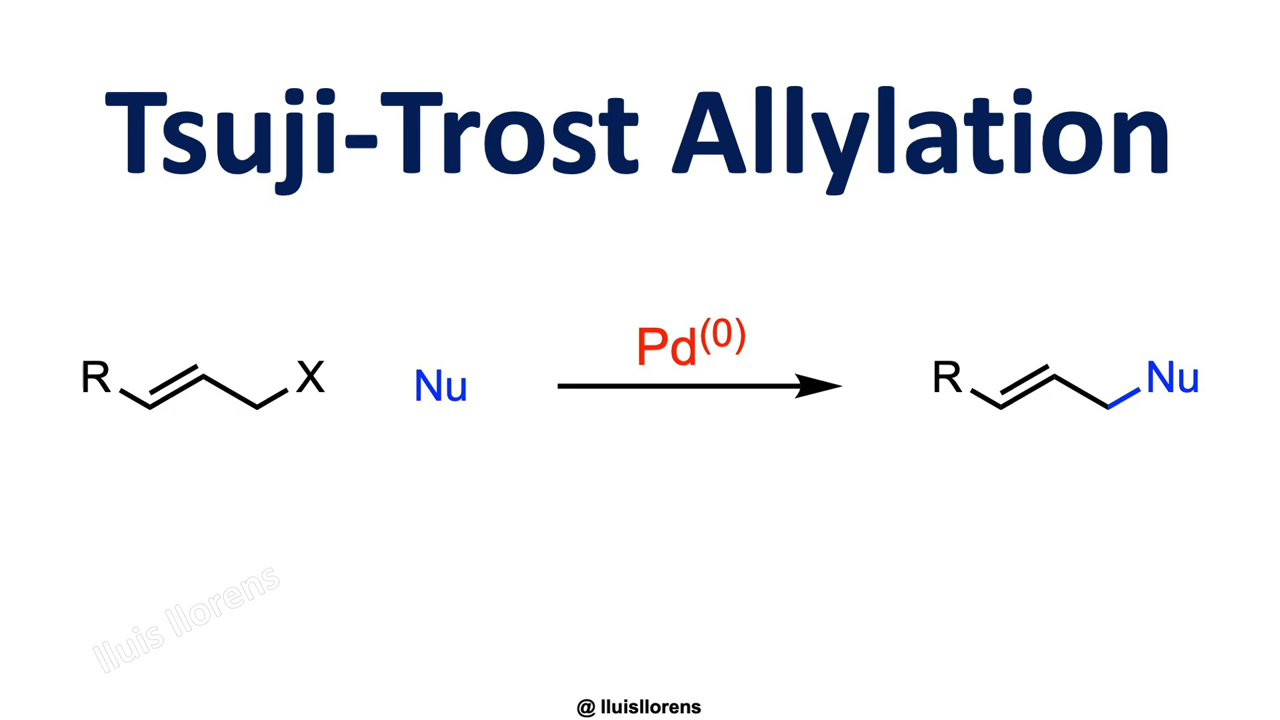 Tsuji-Trost Allylation
R X Nu Pd(0) R Nu
lluis llorens
@ lluisllorens